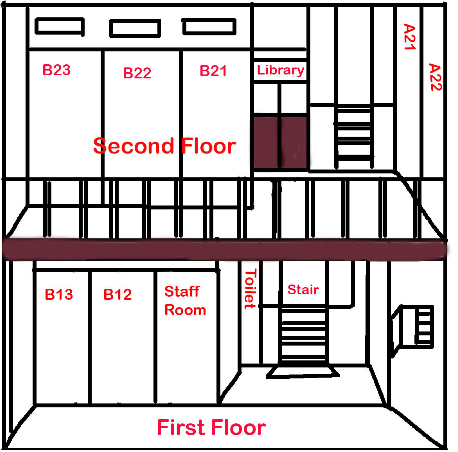 A21
A22
B23
B22
B21
Library
Second Floor
B13
B12
Staff
Room
Toilet
Stair
First Floor